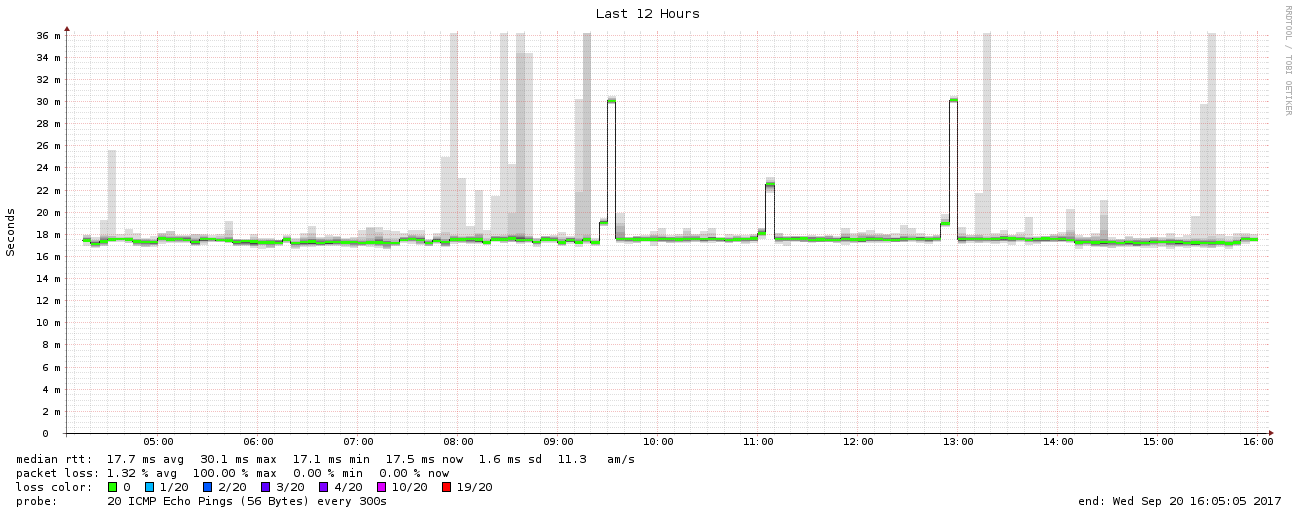 Last 12 Hours
RRDTOOL / TOBI OETIKER
Seconds
36 m
34 m
32 m
30 m
28 m
26 m
24 m
22 m
20 m
18 m
16 m
14 m
12 m
10 m
8 m
6 m
4 m
2 m
0
05:00 06:00 07:00 08:00 09:00 10:00 11:00 12:00 13:00 14:00 15:00 16:00
median rtt: 17.7 ms avg 30.1 ms max 17.1 ms min 17.5 ms now 1.6 ms sd 11.3 am/s
packet loss: 1.32 % avg 100.00 % max 0.00 % min 0.00 % now
loss color: 0 1/20 2/20 3/20 4/20 10/20 19/20
probe: 20 ICMP Echo Pings (56 Bytes) every 300s end: Wed Sep 20 16:05:05 2017